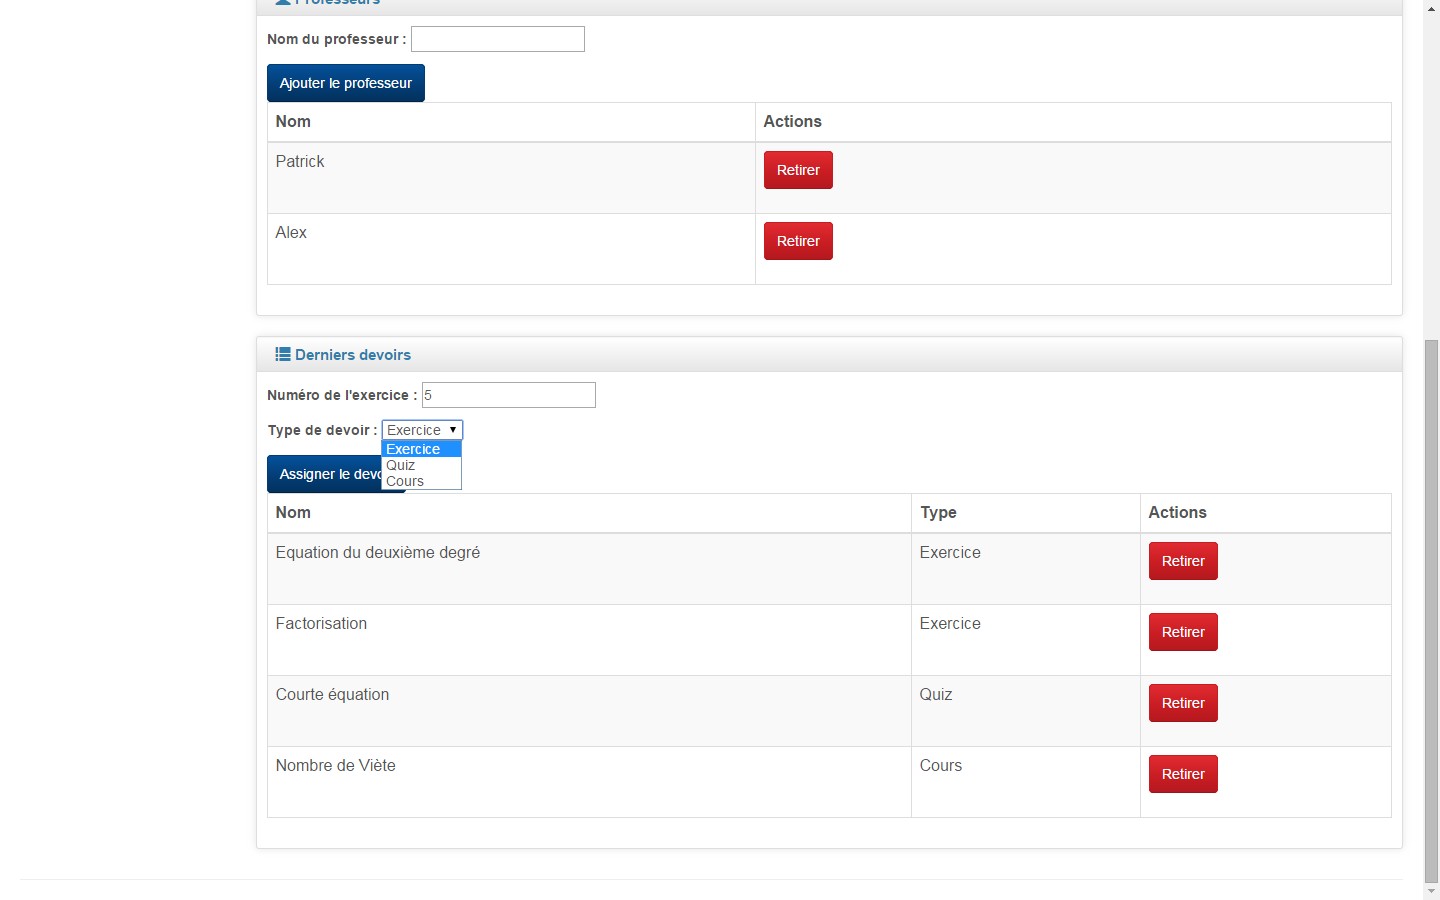 Professeurs
Nom du professeur :
Ajouter le professeur
Nom Actions
Patrick Retirer
Alex Retirer
Derniers devoirs
Numéro de l'exercice : 5
Type de devoir : Exercice
Exercice
Quiz
Cours
Assigner le
Nom Type Actions
Equation du deuxième degré Exercice Retirer
Factorisation Exercice Retirer
Courte équation Quiz Retirer
Nombre de Viète Cours Retirer